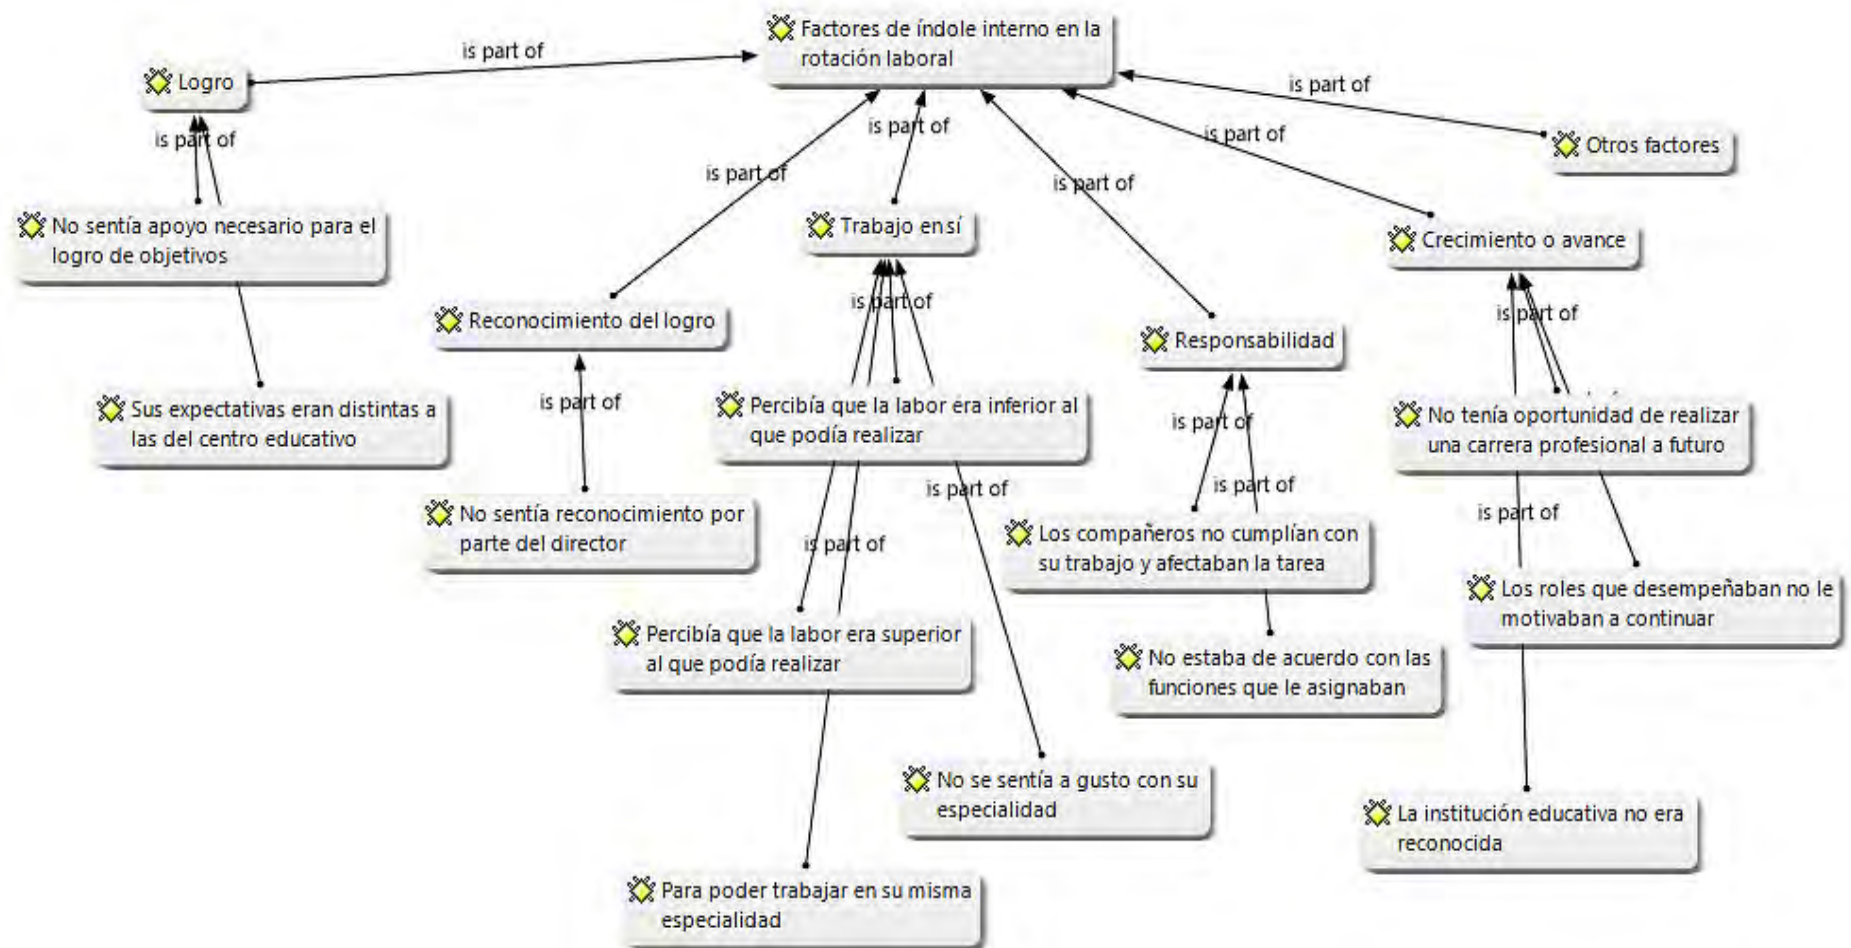 Factores de índole interno en la
rotación laboral
is part of
Logro
is part of
is part of
Otros factores
is part of
is part of
is part of
is part of
No sentía apoyo necesario para el
logro de objetivos
Trabajo en sí
Crecimiento o avance
is part of
is part of
Reconocimiento del logro
Responsabilidad
is part of
Sus expectativas eran distintas a
las del centro educativo
Percibía que la labor era inferior al
que podía realizar
is part of
No tenía oportunidad de realizar
una carrera profesional a futuro
is part of
is part of
is part of
No sentía reconocimiento por
parte del director
is part of
Los compañeros no cumplían con
su trabajo y afectaban la tarea
Los roles que desempeñaban no le
motivaban a continuar
Percibía que la labor era superior
al que podía realizar
No estaba de acuerdo con las
funciones que le asignaban
No se sentía a gusto con su
especialidad
La institución educativa no era
reconocida
Para poder trabajar en su misma
especialidad